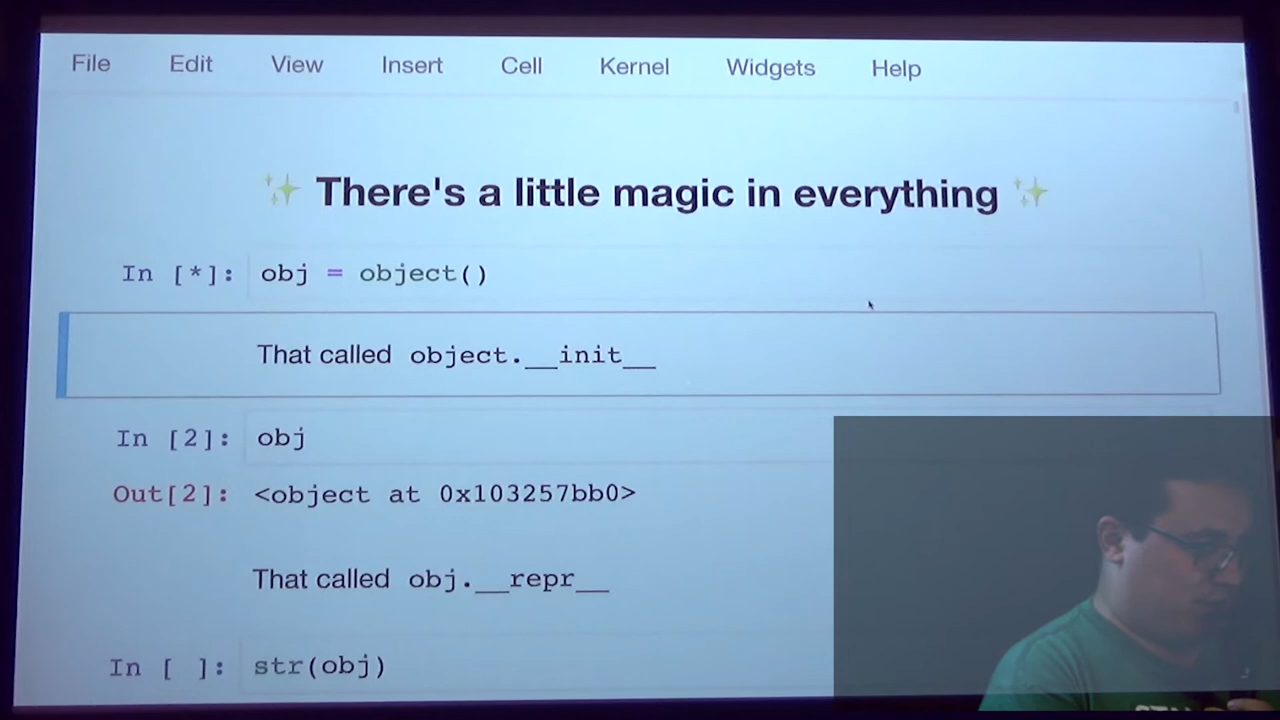 File Edit View Insert Cell Kernel Widgets Help
✨ There's a little magic in everything ✨
In [*]: obj = object()
That called object.__init__
In [2]: obj
Out[2]: <object at 0x103257bb0>
That called obj.__repr__
In [ ]: str(obj)